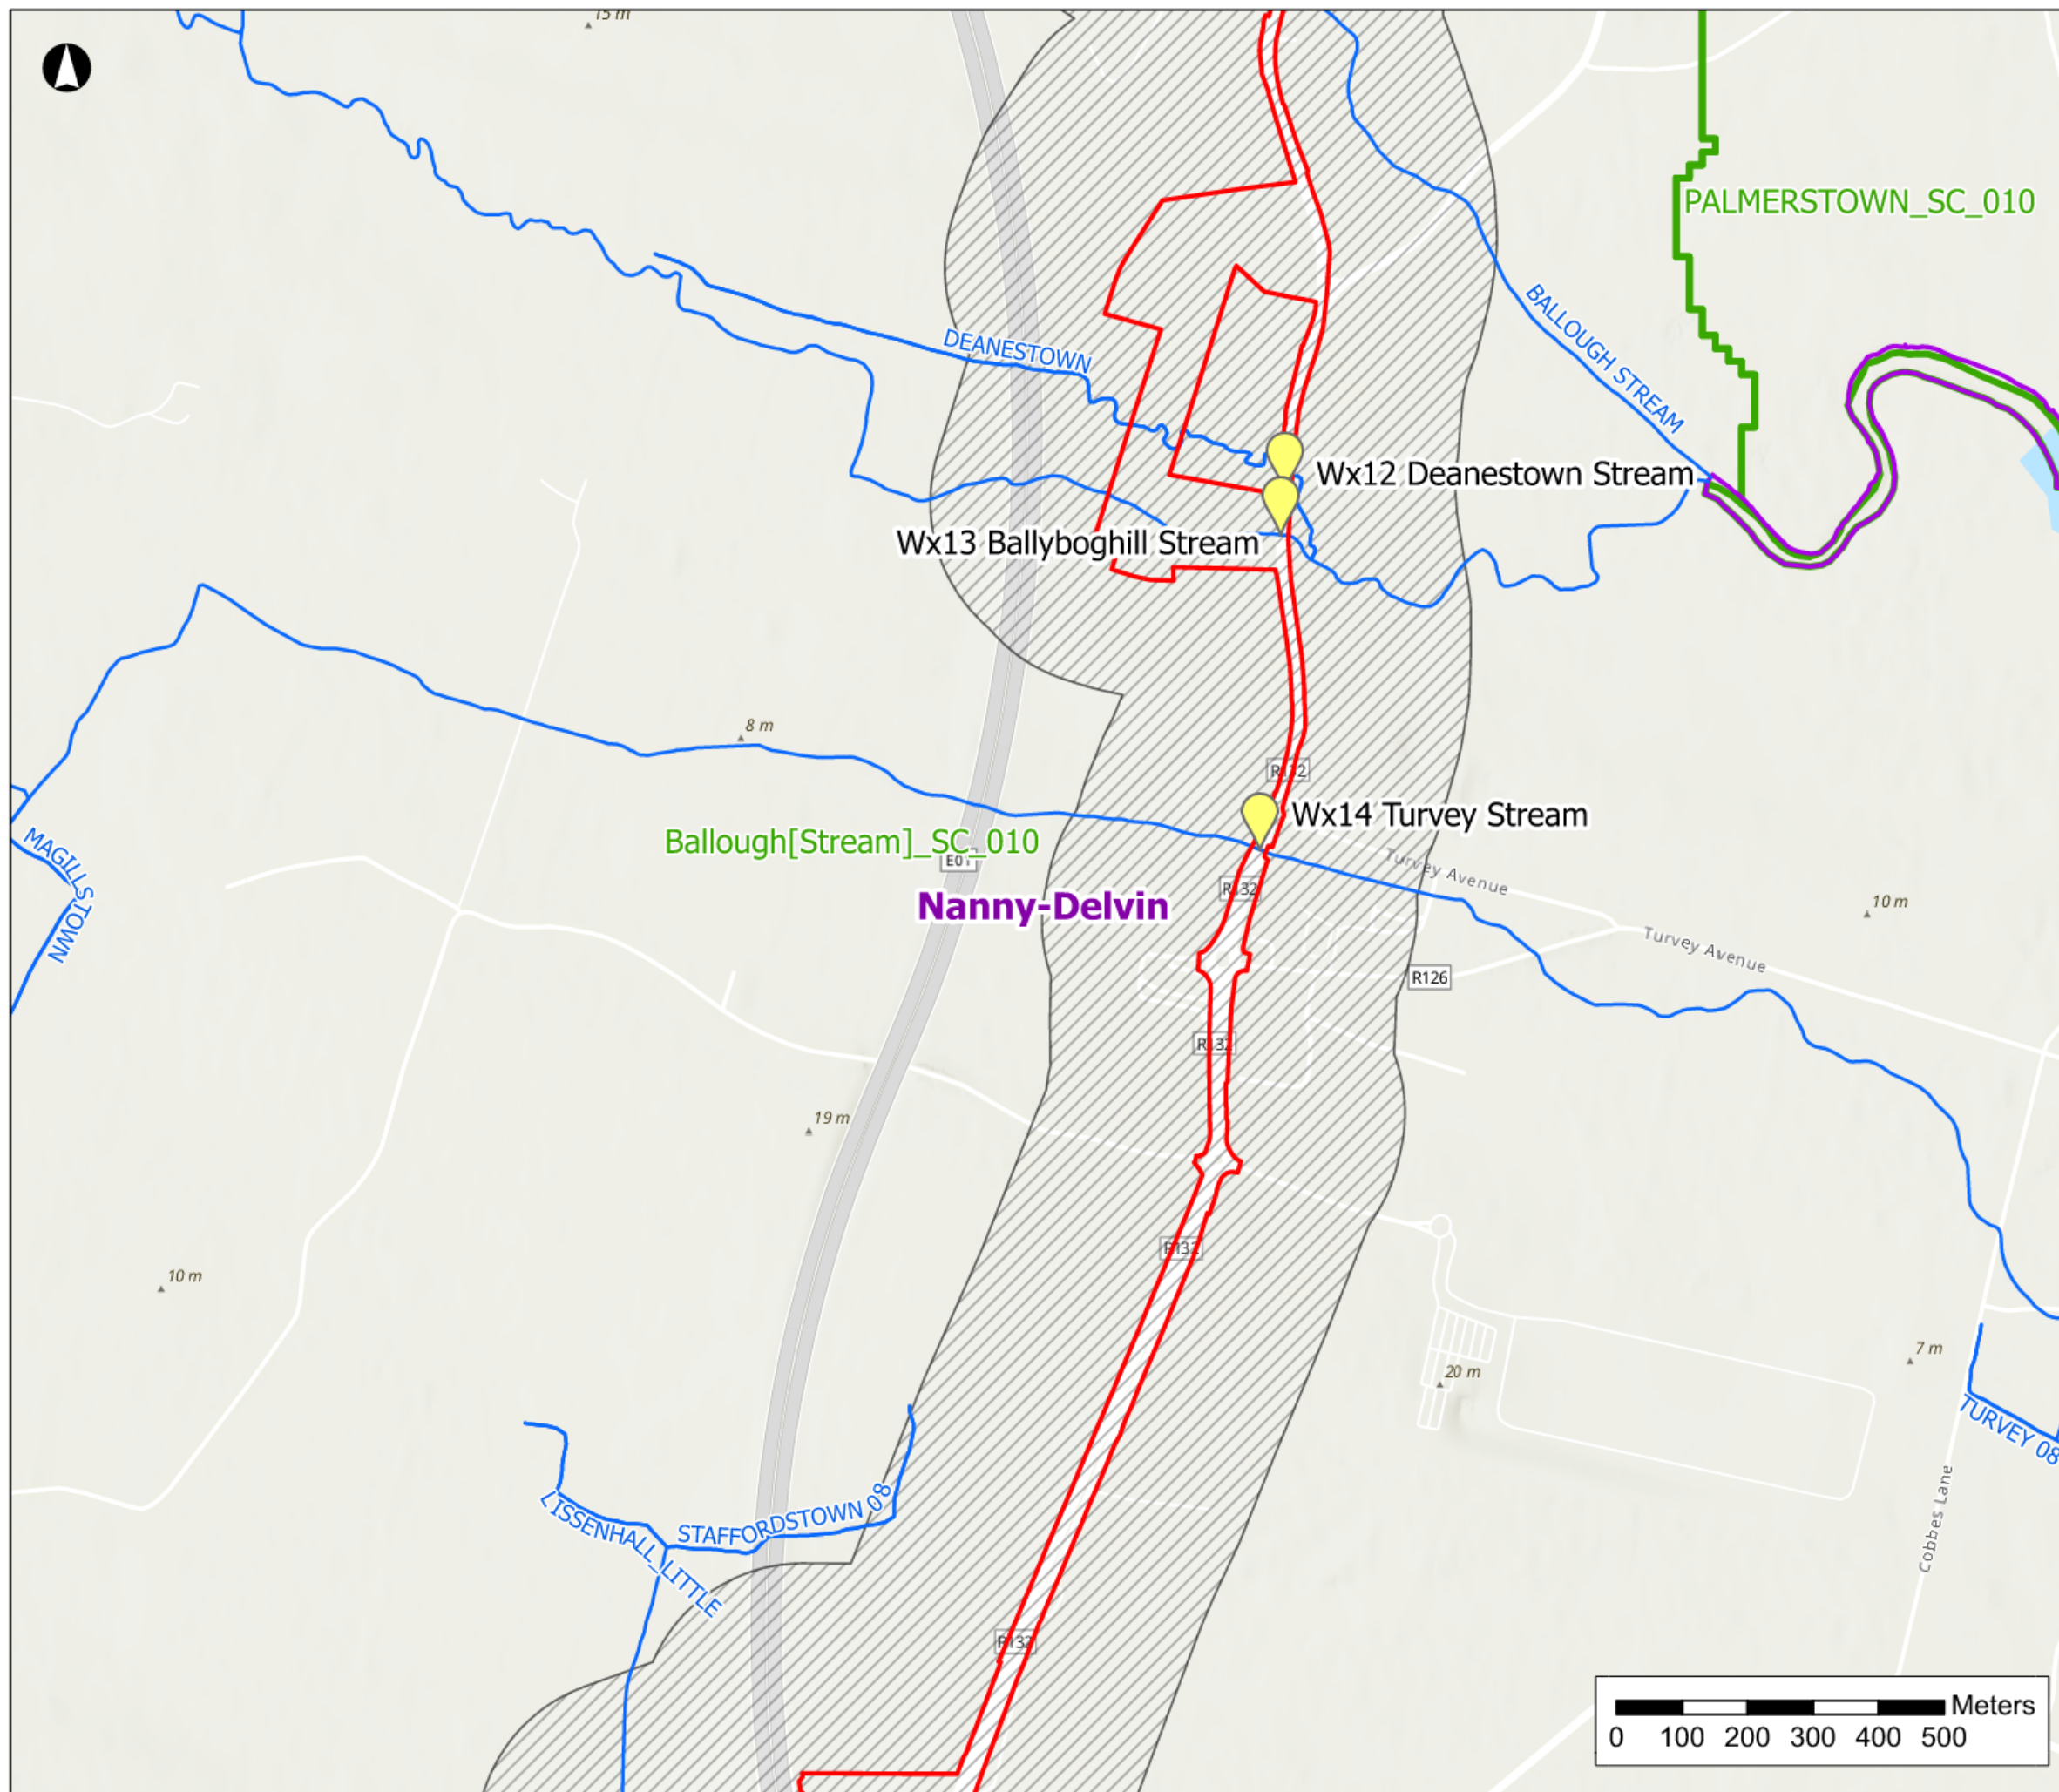 15 m
PALMERSTOWN_SC_010
DEANESTOWN
BALLOUGH STREAM
Wx12 Deanestown Stream
Wx13 Ballyboghill Stream
8 m
R132
Wx14 Turvey Stream
MAGILLSTOWN
Ballough[Stream]_SC_010
E01
Turvey Avenue
R132
Nanny-Delvin
10 m
Turvey Avenue
R126
R132
19 m
R132
10 m
7 m
20 m
TURVEY 08
STAFFORDSTOWN 08
LISSENHALL_LITTLE
Cobbes Lane
R132
Meters
0 100 200 300 400 500